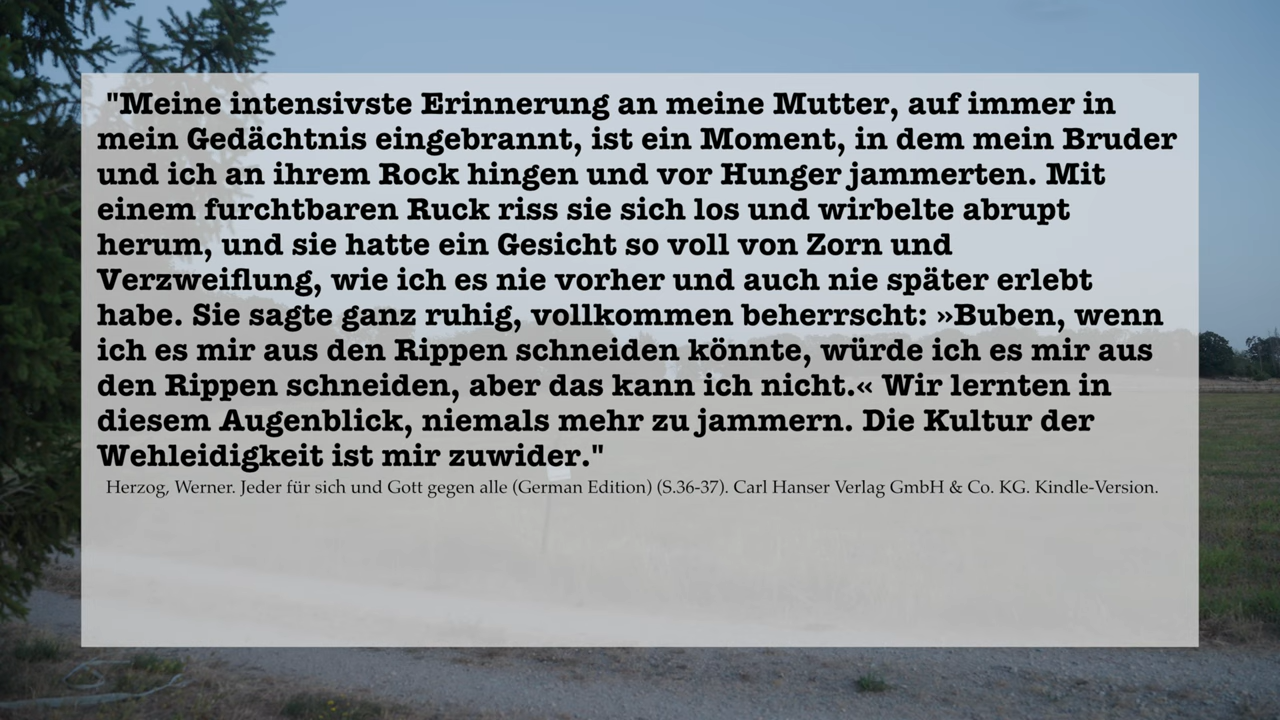 "Meine intensivste Erinnerung an meine Mutter, auf immer in
mein Gedächtnis eingebrannt, ist ein Moment, in dem mein Bruder
und ich an ihrem Rock hingen und vor Hunger jammerten. Mit
einem furchtbaren Ruck riss sie sich los und wirbelte abrupt
herum, und sie hatte ein Gesicht so voll von Zorn und
Verzweiflung, wie ich es nie vorher und auch nie später erlebt
habe. Sie sagte ganz ruhig, vollkommen beherrscht: »Buben, wenn
ich es mir aus den Rippen schneiden könnte, würde ich es mir aus
den Rippen schneiden, aber das kann ich nicht.« Wir lernten in
diesem Augenblick, niemals mehr zu jammern. Die Kultur der
Wehleidigkeit ist mir zuwider."
Herzog, Werner. Jeder für sich und Gott gegen alle (German Edition) (S.36-37). Carl Hanser Verlag GmbH & Co. KG. Kindle-Version.